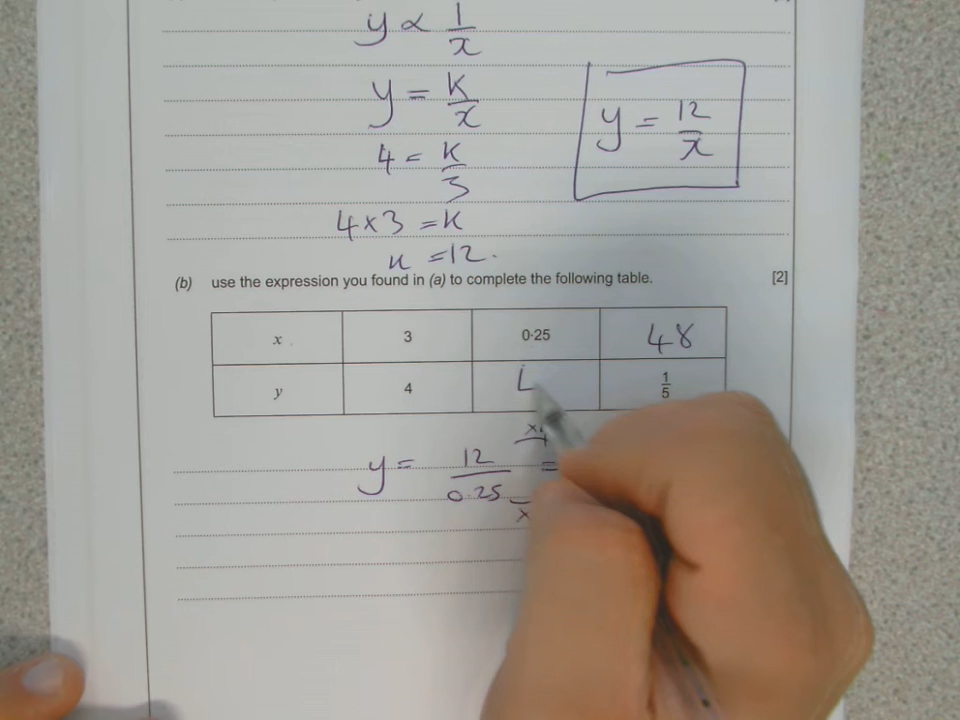 y ∝ 1/x
y = K/x
y = 12/x
4 = K/3
4 x 3 = K
K = 12.
(b) use the expression you found in (a) to complete the following table. [2]
x 3 0·25 48
y 4 1/5
y = 12/0.25 =